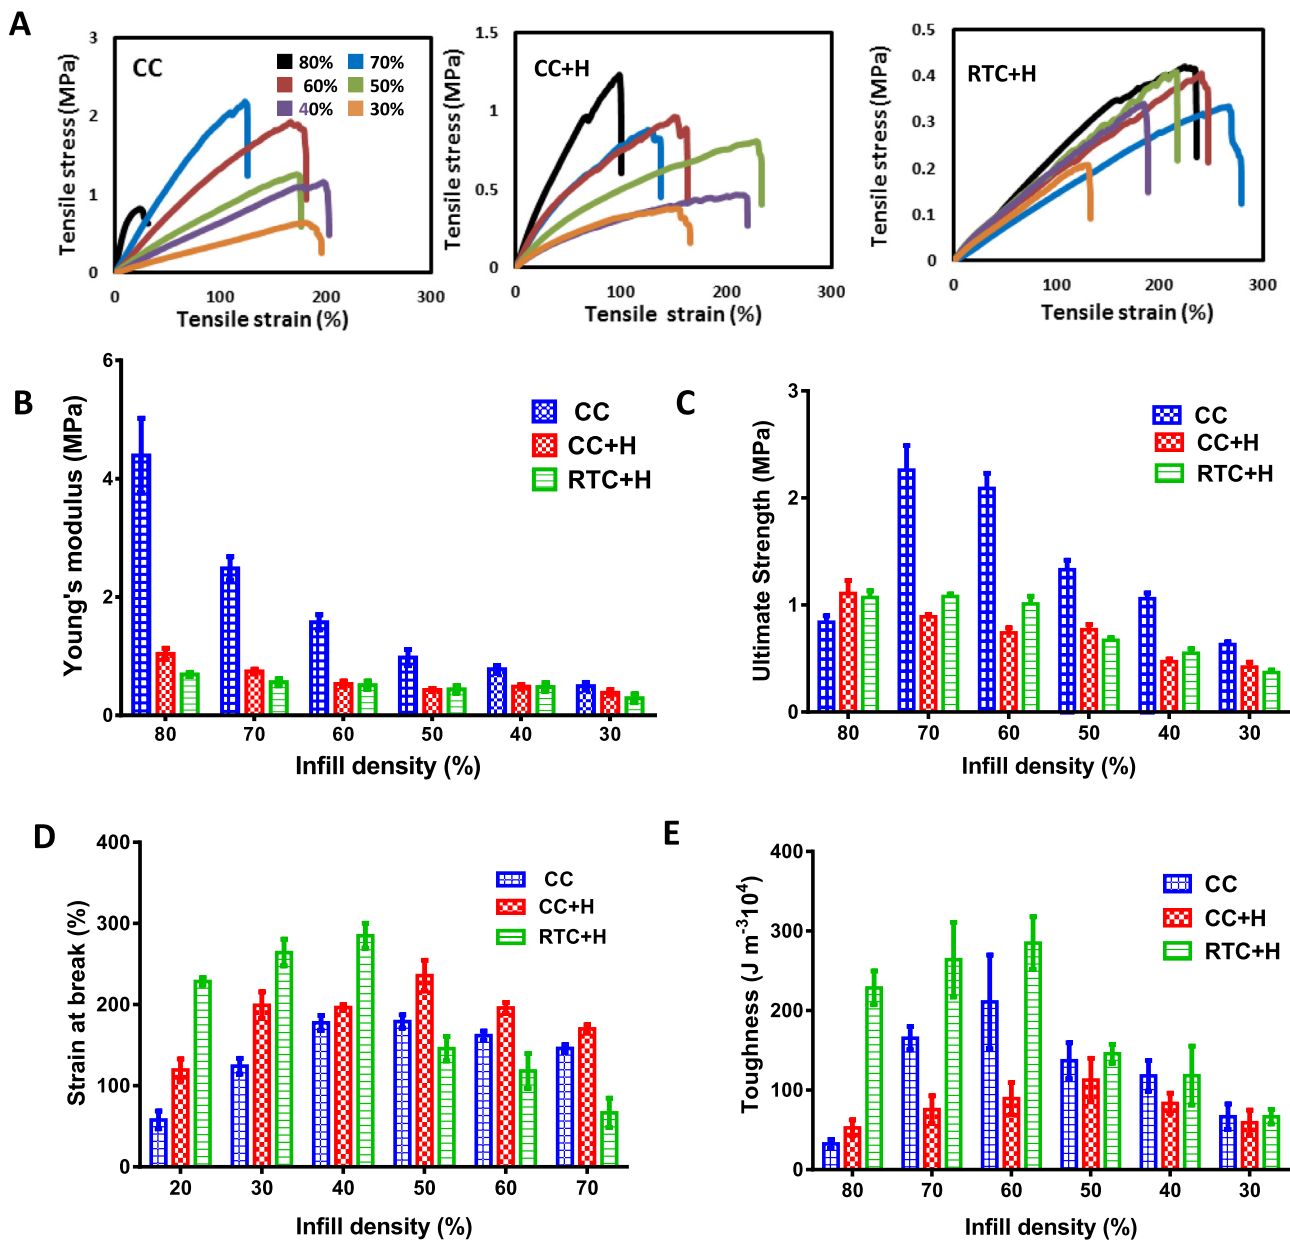 A
CC
80%
70%
60%
50%
40%
30%
Tensile stress (MPa)
3
2
1
0
0
100
200
300
Tensile strain (%)
CC+H
Tensile stress (MPa)
1.5
1
0.5
0
0
100
200
300
Tensile strain (%)
RTC+H
Tensile stress (MPa)
0.5
0.4
0.3
0.2
0.1
0
0
100
200
300
Tensile strain (%)
B
Young's modulus (MPa)
6
4
2
0
CC
CC+H
RTC+H
80
70
60
50
40
30
Infill density (%)
C
Ultimate Strength (MPa)
3
2
1
0
CC
CC+H
RTC+H
80
70
60
50
40
30
Infill density (%)
D
Strain at break (%)
400
300
200
100
0
CC
CC+H
RTC+H
20
30
40
50
60
70
Infill density (%)
E
Toughness (J m⁻³10⁴)
400
300
200
100
0
CC
CC+H
RTC+H
80
70
60
50
40
30
Infill density (%)